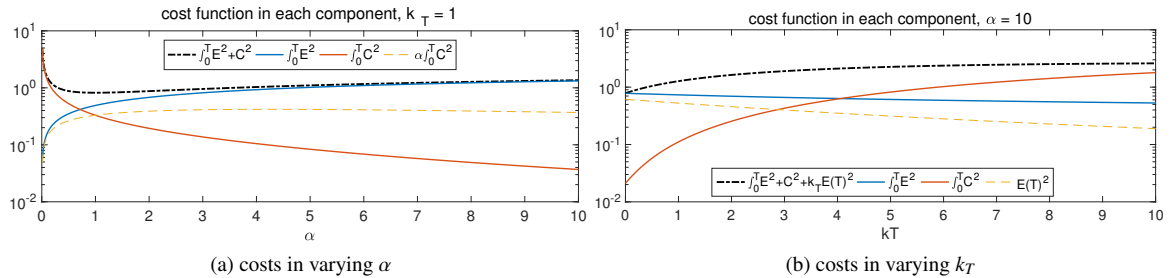 cost function in each component, k_T = 1
10^1
10^0
10^-1
10^-2
∫_0^T E^2+C^2 ∫_0^T E^2 ∫_0^T C^2 α∫_0^T C^2
0 1 2 3 4 5 6 7 8 9 10
α
(a) costs in varying α
cost function in each component, α = 10
10^1
10^0
10^-1
10^-2
∫_0^T E^2+C^2+k_T E(T)^2 ∫_0^T E^2 ∫_0^T C^2 E(T)^2
0 1 2 3 4 5 6 7 8 9 10
kT
(b) costs in varying k_T